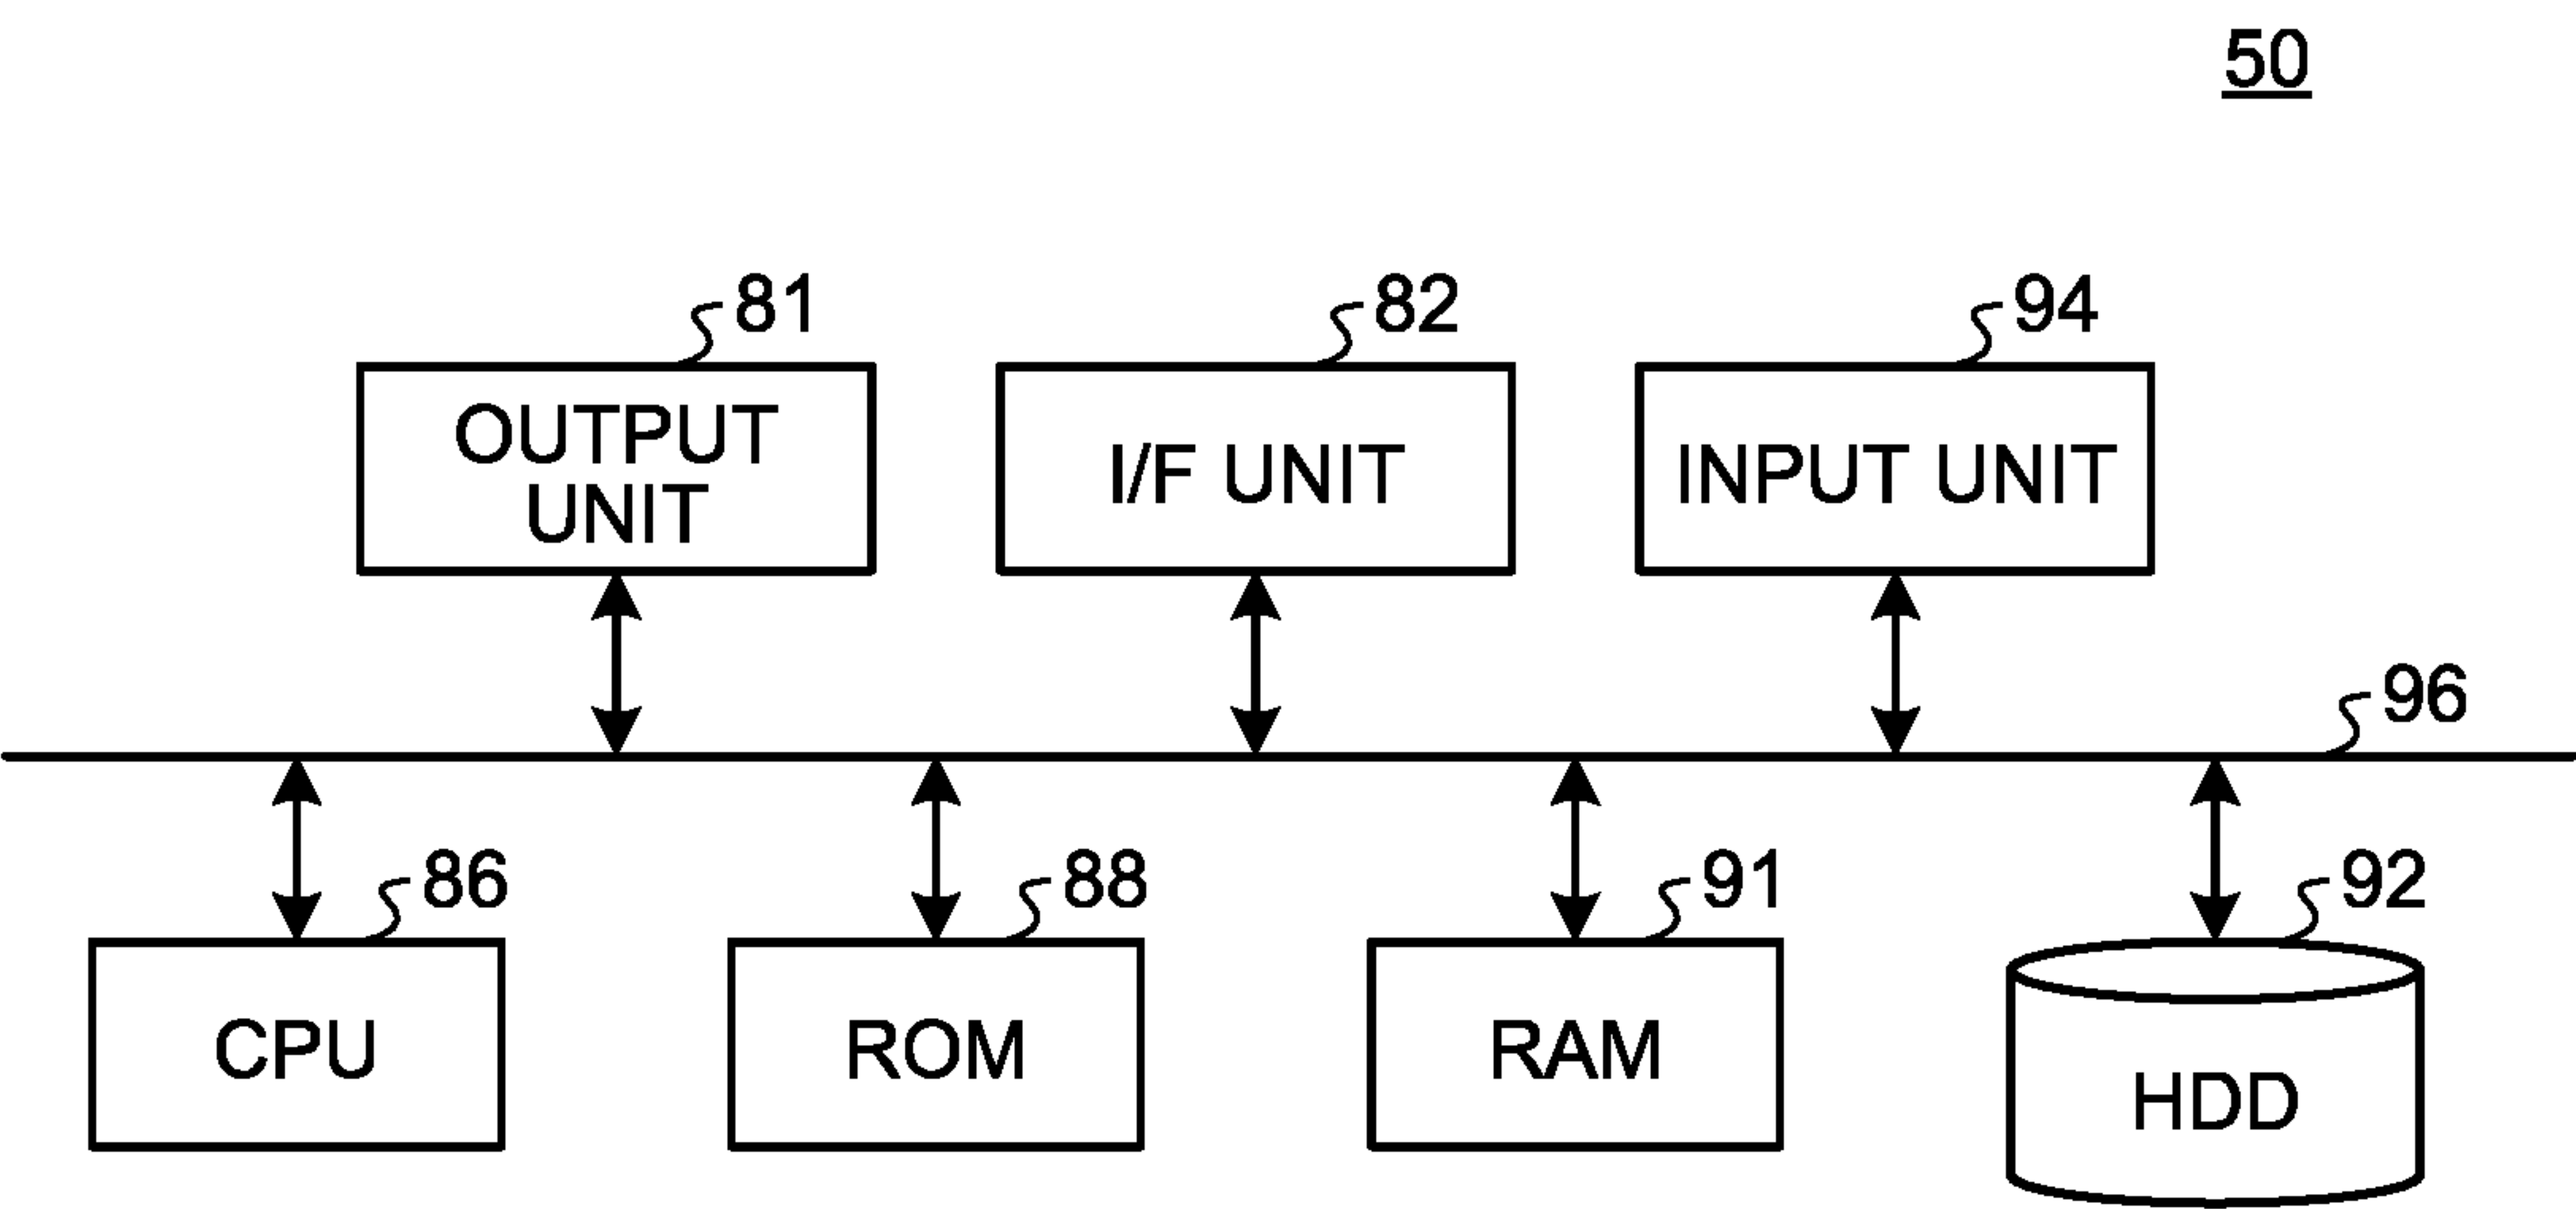 50
81
82
94
OUTPUT
UNIT
I/F UNIT
INPUT UNIT
96
86
88
91
92
CPU
ROM
RAM
HDD